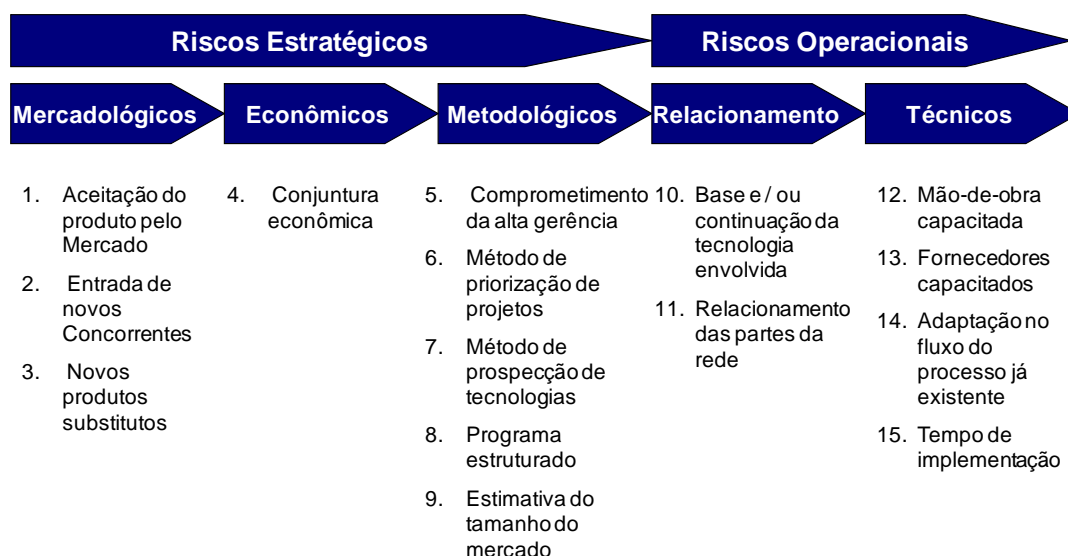 Riscos Estratégicos
Riscos Operacionais
Mercadológicos
Econômicos
Metodológicos
Relacionamento
Técnicos
1. Aceitação do
produto pelo
Mercado
2. Entrada de
novos
Concorrentes
3. Novos
produtos
substitutos
4. Conjuntura
econômica
5. Comprometimento
da alta gerência
6. Método de
priorização de
projetos
7. Método de
prospecção de
tecnologias
8. Programa
estruturado
9. Estimativa do
tamanho do
mercado
10. Base e / ou
continuação da
tecnologia
envolvida
11. Relacionamento
das partes da
rede
12. Mão-de-obra
capacitada
13. Fornecedores
capacitados
14. Adaptação no
fluxo do
processo já
existente
15. Tempo de
implementação